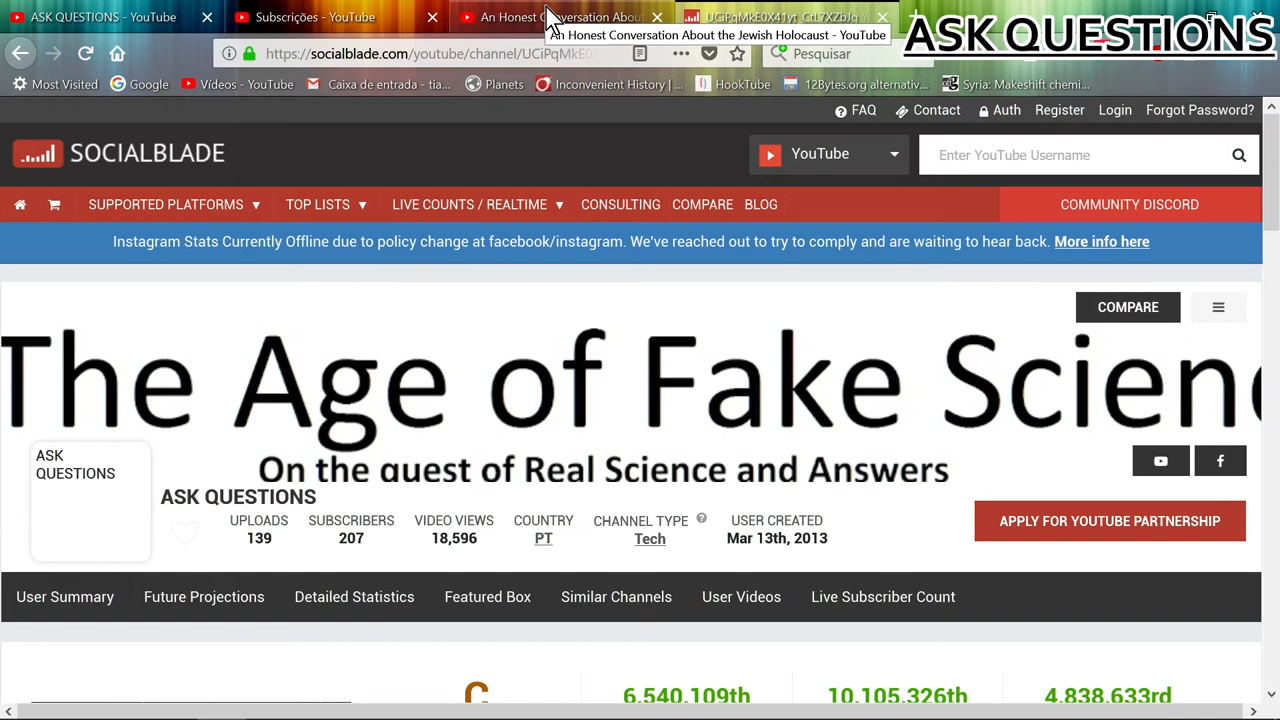 ASK QUESTIONS - YouTube
Subscrições - YouTube
An Honest Conversation About
UCiPqMkE0X41yt_CtL7XZbJg
ASK QUESTIONS
An Honest Conversation About the Jewish Holocaust - YouTube
https://socialblade.com/youtube/channel/UCiPqMkE0
Pesquisar
Most Visited
Google
Vídeos - YouTube
Caixa de entrada - tia...
Planets
Inconvenient History | ...
HookTube
12Bytes.org alternativ...
Syria: Makeshift chemi...
FAQ
Contact
Auth
Register
Login
Forgot Password?
SOCIALBLADE
YouTube
Enter YouTube Username
SUPPORTED PLATFORMS
TOP LISTS
LIVE COUNTS / REALTIME
CONSULTING
COMPARE
BLOG
COMMUNITY DISCORD
Instagram Stats Currently Offline due to policy change at facebook/instagram. We've reached out to try to comply and are waiting to hear back. More info here
COMPARE
The Age of Fake Scien
On the quest of Real Science and Answers
ASK
QUESTIONS
ASK QUESTIONS
UPLOADS
139
SUBSCRIBERS
207
VIDEO VIEWS
18,596
COUNTRY
PT
CHANNEL TYPE
Tech
USER CREATED
Mar 13th, 2013
APPLY FOR YOUTUBE PARTNERSHIP
User Summary
Future Projections
Detailed Statistics
Featured Box
Similar Channels
User Videos
Live Subscriber Count
C
6,540,109th
10,105,326th
4,838,633rd